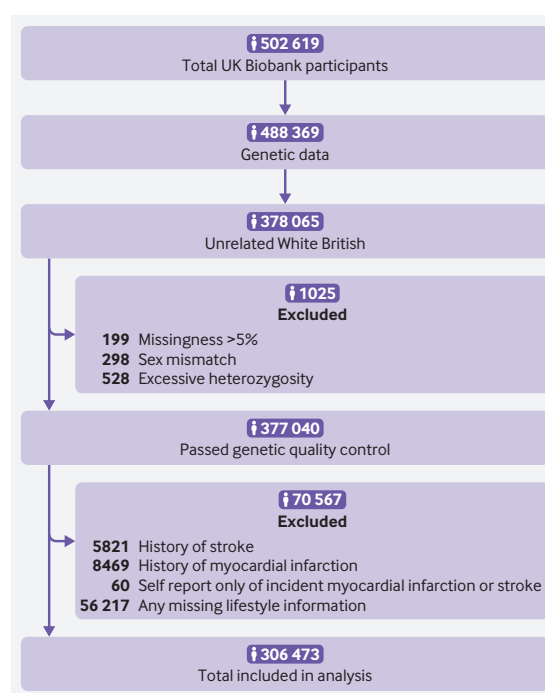 502 619
Total UK Biobank participants
488 369
Genetic data
378 065
Unrelated White British
1025
Excluded
199 Missingness >5%
298 Sex mismatch
528 Excessive heterozygosity
377 040
Passed genetic quality control
70 567
Excluded
5821 History of stroke
8469 History of myocardial infarction
60 Self report only of incident myocardial infarction or stroke
56 217 Any missing lifestyle information
306 473
Total included in analysis